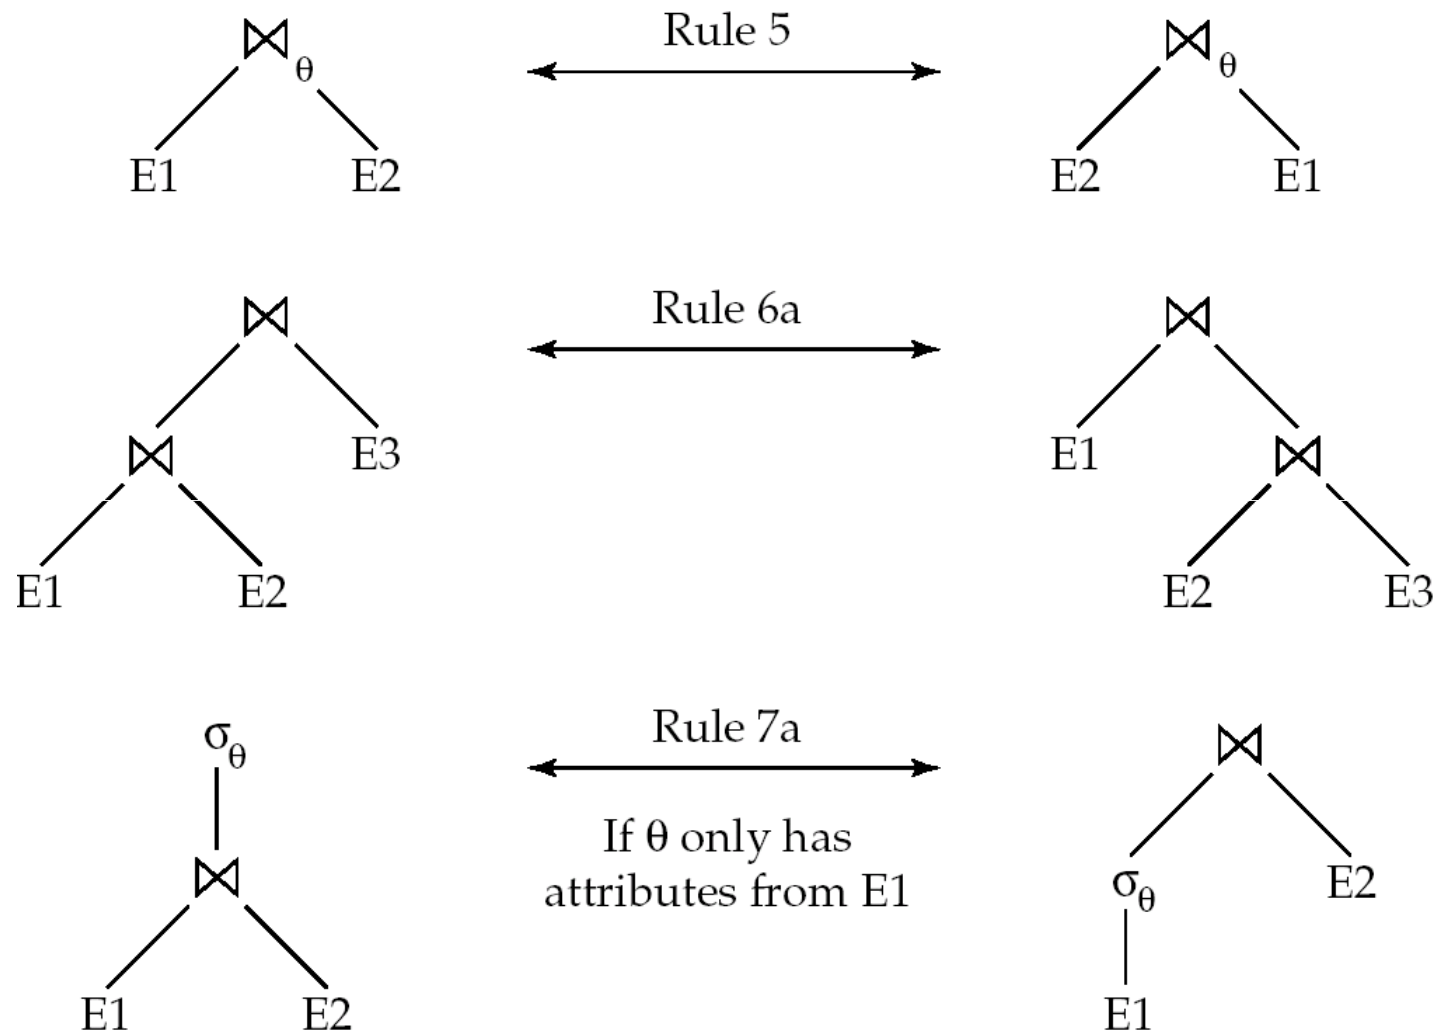 Rule 5
⋈θ
⋈θ
E1 E2
E2 E1
Rule 6a
⋈
⋈
E3
E1
⋈
⋈
E1 E2
E2 E3
Rule 7a
σθ
⋈
If θ only has
attributes from E1
⋈
σθ
E2
E1 E2
E1